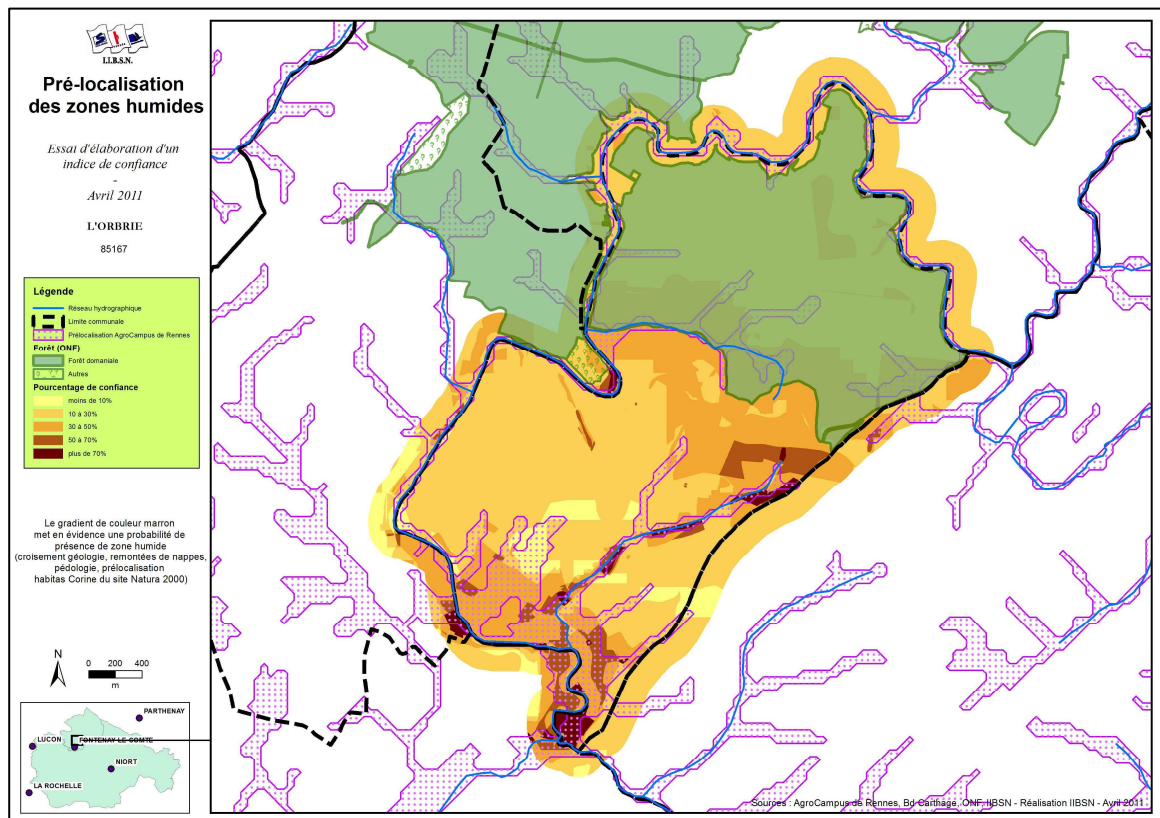 I.I.B.S.N.
Pré-localisation
des zones humides
Essai d'élaboration d'un
indice de confiance
-
Avril 2011
L'ORBRIE
85167
Légende
Réseau hydrographique
Limite communale
Prélocalisation AgroCampus de Rennes
Forêt (ONF)
Forêt domaniale
Autres
Pourcentage de confiance
moins de 10%
10 à 30%
30 à 50%
50 à 70%
plus de 70%
Le gradient de couleur marron
met en évidence une probabilité de
présence de zone humide
(croisement géologie, remontées de nappes,
pédologie, prélocalisation
habitas Corine du site Natura 2000)
N
0 200 400
m
PARTHENAY
LUCON
FONTENAY-LE-COMTE
NIORT
LA ROCHELLE
Sources : AgroCampus de Rennes, Bd Carthage, ONF, IIBSN - Réalisation IIBSN - Avril 2011